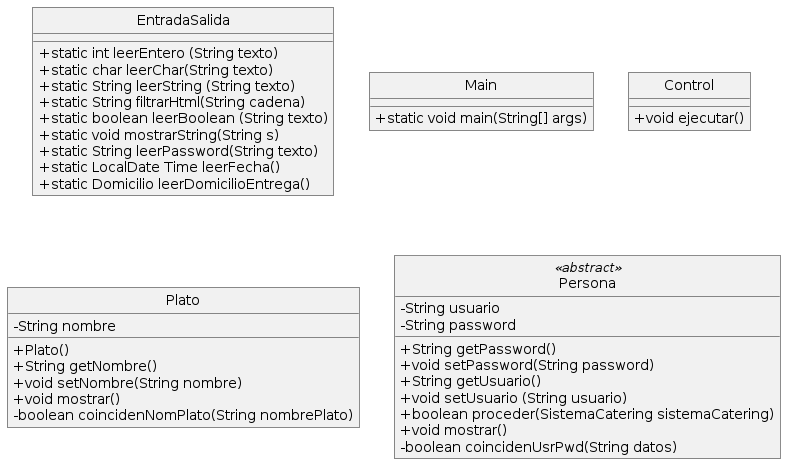 EntradaSalida
+static int leerEntero (String texto)
+static char leerChar(String texto)
+static String leerString (String texto)
+static String filtrarHtml(String cadena)
+static boolean leerBoolean (String texto)
+static void mostrarString(String s)
+static String leerPassword(String texto)
+static LocalDate Time leerFecha()
+static Domicilio leerDomicilioEntrega()
Main
+static void main(String[] args)
Control
+void ejecutar()
Plato
-String nombre
+Plato()
+String getNombre()
+void setNombre(String nombre)
+void mostrar()
-boolean coincidenNomPlato(String nombrePlato)
«abstract»
Persona
-String usuario
-String password
+String getPassword()
+void setPassword(String password)
+String getUsuario()
+void setUsuario (String usuario)
+boolean proceder(SistemaCatering sistemaCatering)
+void mostrar()
-boolean coincidenUsrPwd(String datos)